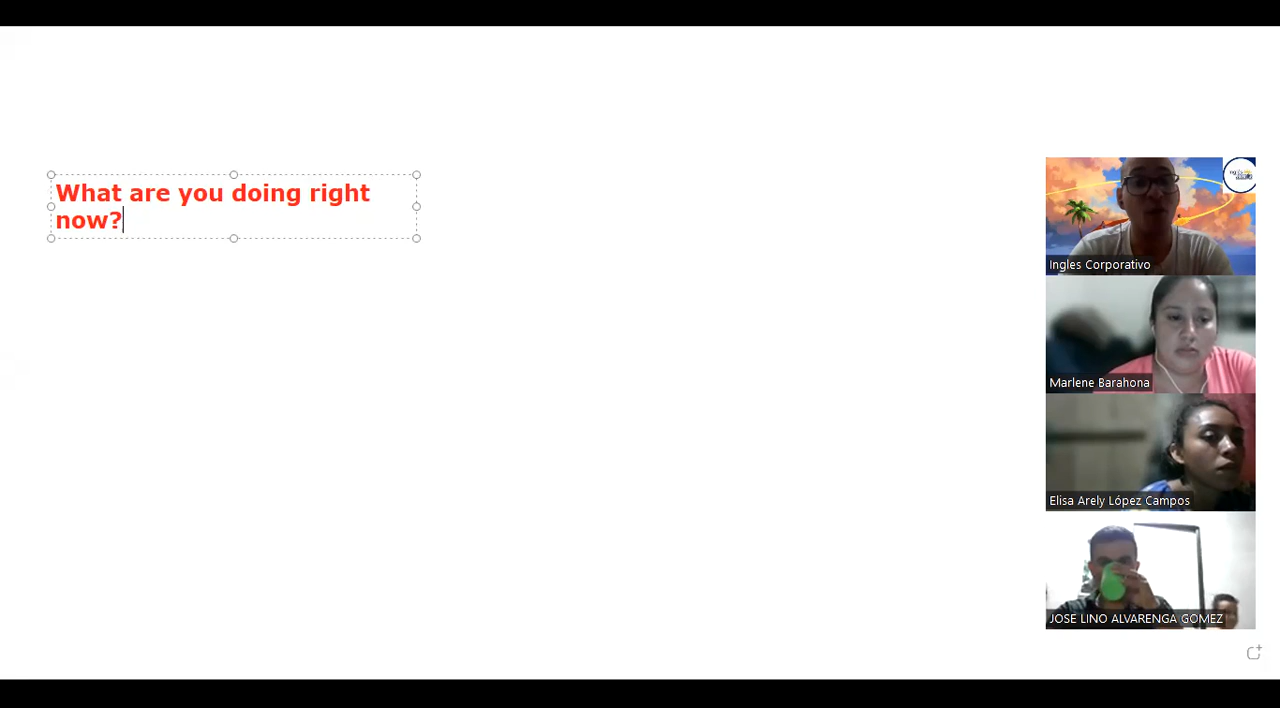 What are you doing right
now?
Ingles Corporativo
Marlene Barahona
Elisa Arely López Campos
JOSE LINO ALVARENGA GOMEZ